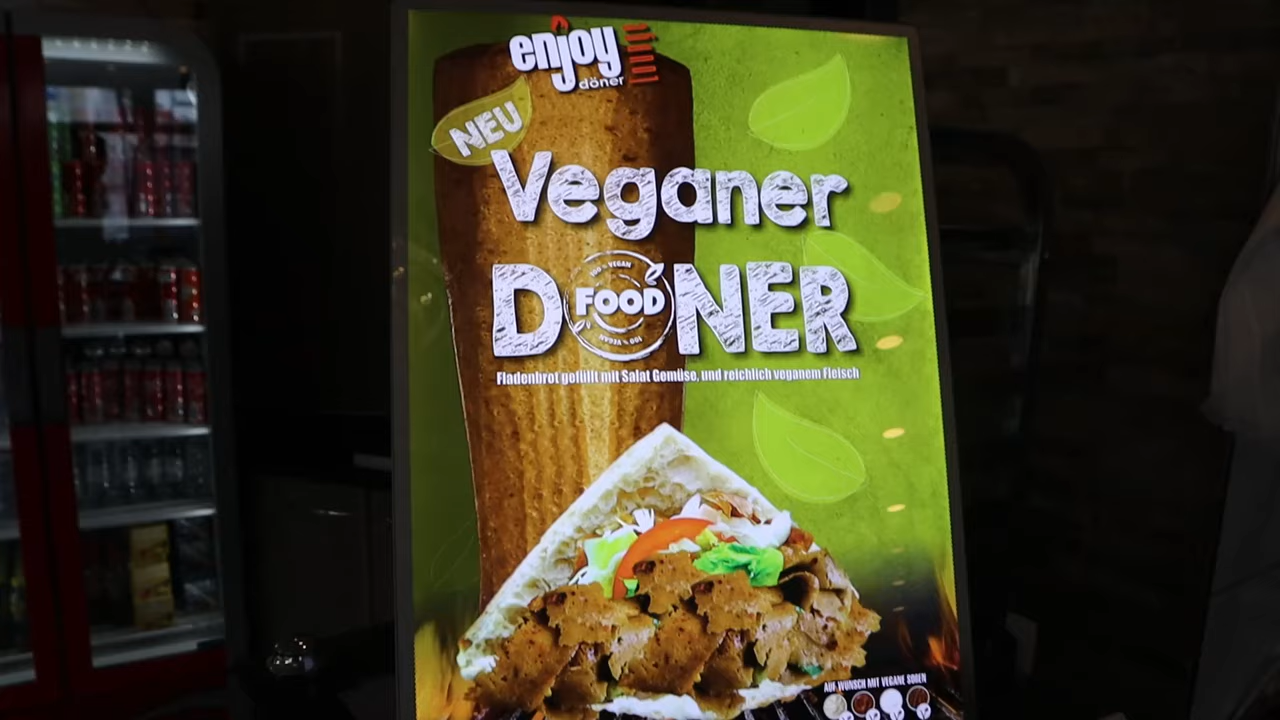 enjoy
döner
NEU
Veganer
DÖNER
100% VEGAN
FOOD
100% VEGAN
Fladenbrot gefüllt mit Salat Gemüse, und reichlich veganem Fleisch
AUF WUNSCH MIT VEGANE SOßEN